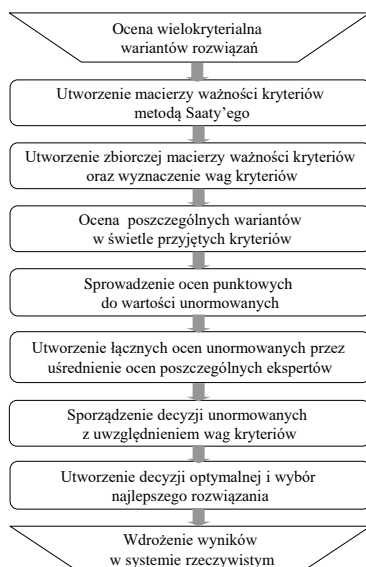 Ocena wielokryterialna
wariantów rozwiązań
Utworzenie macierzy ważności kryteriów
metodą Saaty’ego
Utworzenie zbiorczej macierzy ważności kryteriów
oraz wyznaczenie wag kryteriów
Ocena poszczególnych wariantów
w świetle przyjętych kryteriów
Sprowadzenie ocen punktowych
do wartości unormowanych
Utworzenie łącznych ocen unormowanych przez
uśrednienie ocen poszczególnych ekspertów
Sporządzenie decyzji unormowanych
z uwzględnieniem wag kryteriów
Utworzenie decyzji optymalnej i wybór
najlepszego rozwiązania
Wdrożenie wyników
w systemie rzeczywistym